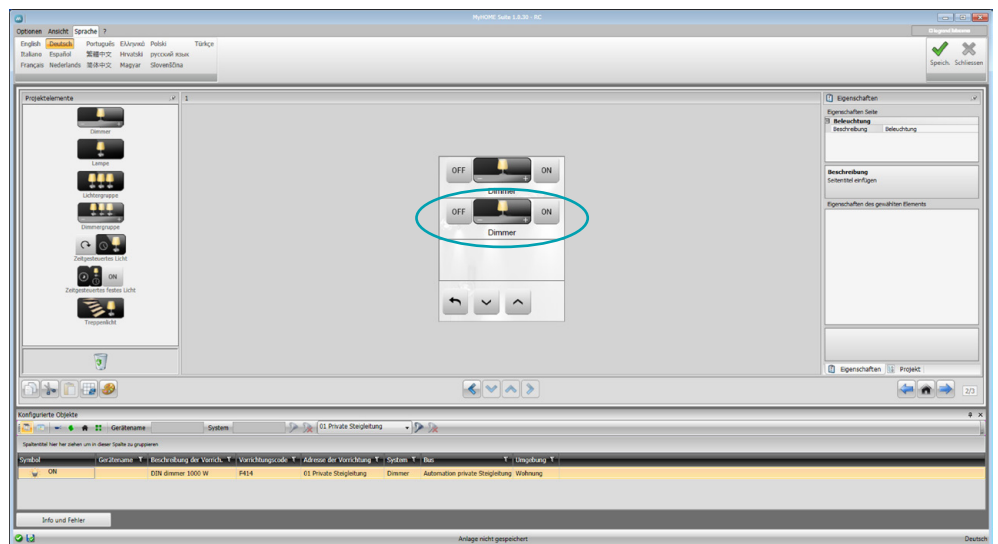 MyHOME Suite 1.0.20 - RC
Optionen Ansicht Sprache ?
English Deutsch Português Ελληνικά Polski Türkçe
Italiano Español 繁體中文 Hrvatski русский язык
Français Nederlands 简体中文 Magyar Slovenščina
Speich. Schliessen
Projektelemente
1
Eigenschaften
Dimmer
Lampe
Lichtergruppe
Dimmergruppe
Zeitgesteuertes Licht
ON
Zeitgesteuertes festes Licht
Treppenlicht
OFF ON
Dimmer
OFF ON
Dimmer
Eigenschaften Seite
Beleuchtung
Beschreibung Beleuchtung
Beschreibung
Seitentitel einfügen
Eigenschaften des gewählten Elements
Eigenschaften Projekt
2/3
Konfigurierte Objekte
Gerätename System 01 Private Steigleitung
Spaltentitel hier her ziehen um in dieser Spalte zu gruppieren
Symbol Gerätename Beschreibung der Vorrich. Vorrichtungscode Adresse der Vorrichtung System Bus Umgebung
ON DIN dimmer 1000 W F414 01 Private Steigleitung Dimmer Automation private Steigleitung Wohnung
Info und Fehler
Anlage nicht gespeichert
Deutsch